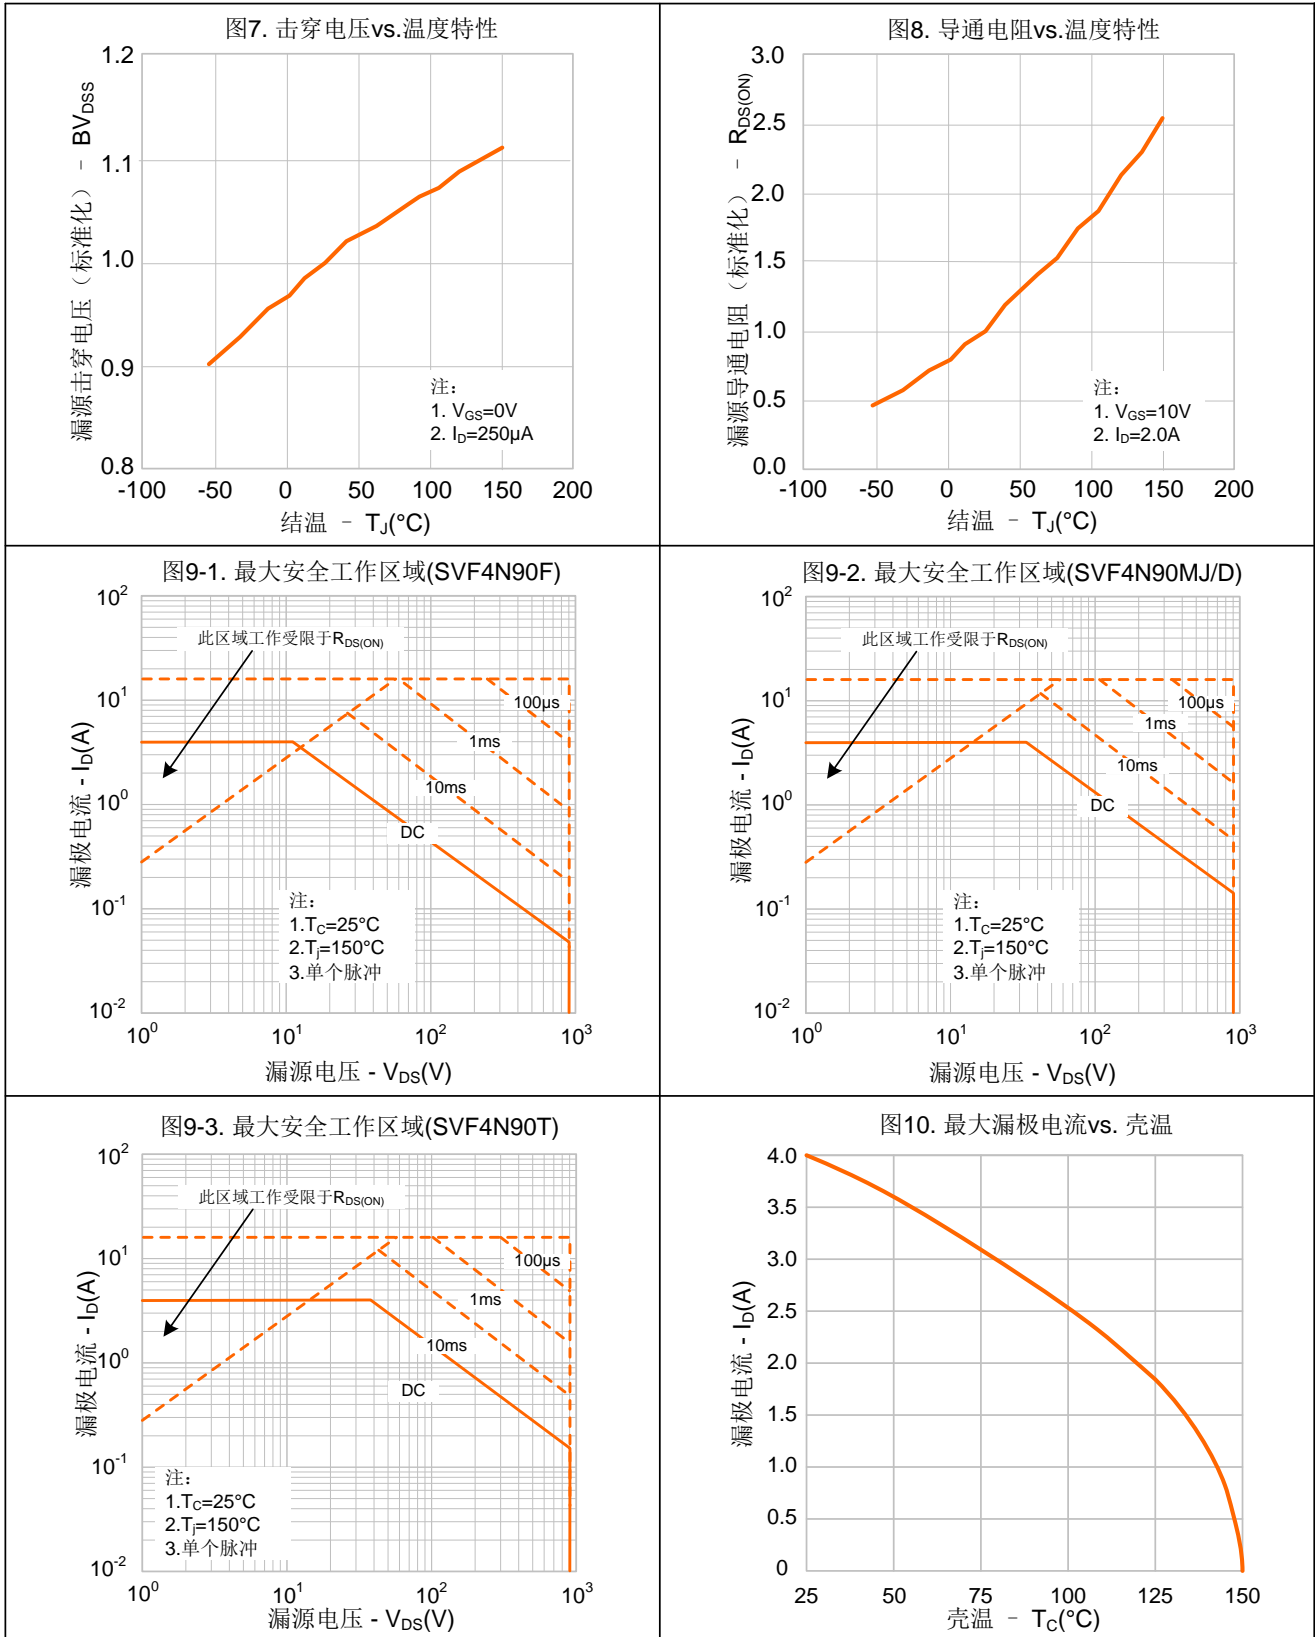 图7. 击穿电压vs.温度特性
漏源击穿电压（标准化） - BVDSS
1.2
1.1
1.0
0.9
0.8
注：
1. VGS=0V
2. ID=250µA
-100 -50 0 50 100 150 200
结温 - TJ(°C)
图8. 导通电阻vs.温度特性
漏源导通电阻（标准化） - RDS(ON)
3.0
2.5
2.0
1.5
1.0
0.5
0.0
注：
1. VGS=10V
2. ID=2.0A
-100 -50 0 50 100 150 200
结温 - TJ(°C)
图9-1. 最大安全工作区域(SVF4N90F)
漏极电流 - ID(A)
10²
10¹
10⁰
10⁻¹
10⁻²
此区域工作受限于RDS(ON)
100µs
1ms
10ms
DC
注：
1.TC=25°C
2.Tj=150°C
3.单个脉冲
10⁰ 10¹ 10² 10³
漏源电压 - VDS(V)
图9-2. 最大安全工作区域(SVF4N90MJ/D)
漏极电流 - ID(A)
10²
10¹
10⁰
10⁻¹
10⁻²
此区域工作受限于RDS(ON)
100µs
1ms
10ms
DC
注：
1.TC=25°C
2.Tj=150°C
3.单个脉冲
10⁰ 10¹ 10² 10³
漏源电压 - VDS(V)
图9-3. 最大安全工作区域(SVF4N90T)
漏极电流 - ID(A)
10²
10¹
10⁰
10⁻¹
10⁻²
此区域工作受限于RDS(ON)
100µs
1ms
10ms
DC
注：
1.TC=25°C
2.Tj=150°C
3.单个脉冲
10⁰ 10¹ 10² 10³
漏源电压 - VDS(V)
图10. 最大漏极电流vs. 壳温
漏极电流 - ID(A)
4.0
3.5
3.0
2.5
2.0
1.5
1.0
0.5
0
25 50 75 100 125 150
壳温 - TC(°C)